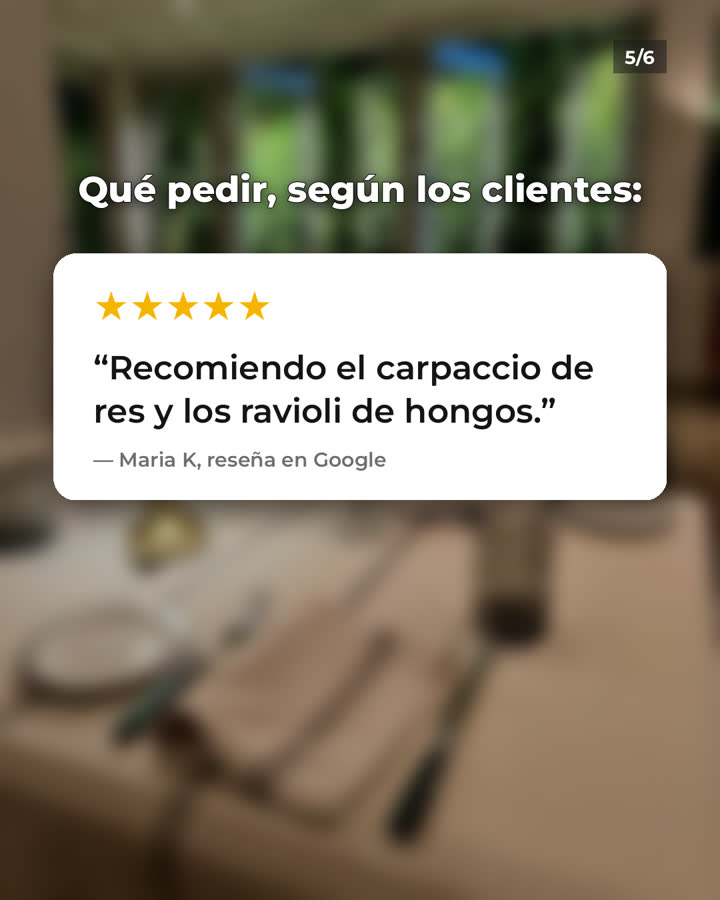 5/6
Qué pedir, según los clientes:
★★★★★
“Recomiendo el carpaccio de
res y los ravioli de hongos.”
— Maria K, reseña en Google